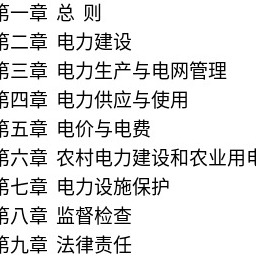 第一章 总 则
第二章 电力建设
第三章 电力生产与电网管理
第四章 电力供应与使用
第五章 电价与电费
第六章 农村电力建设和农业用电
第七章 电力设施保护
第八章 监督检查
第九章 法律责任